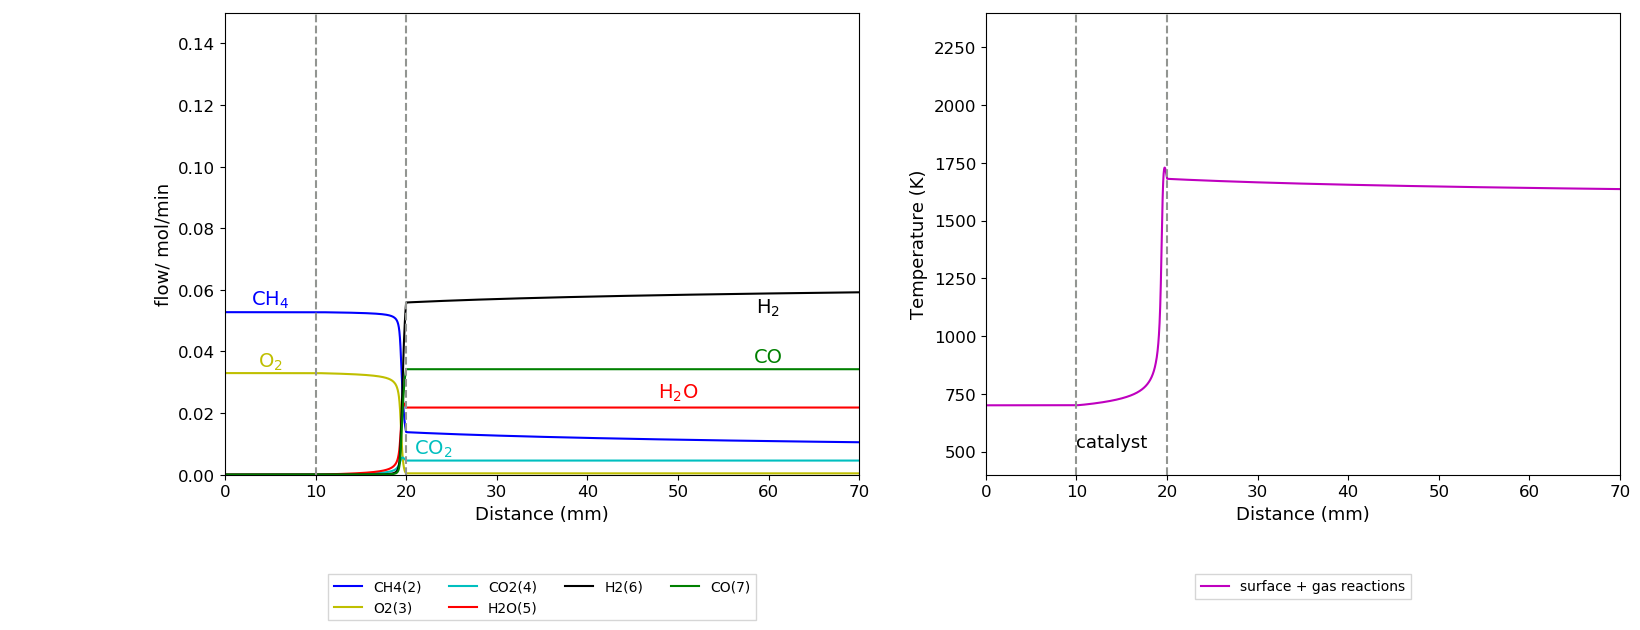 0.14
0.12
0.10
0.08
0.06
0.04
0.02
0.00
flow/ mol/min
CH₄
O₂
H₂
CO
H₂O
CO₂
0 10 20 30 40 50 60 70
Distance (mm)
CH4(2) CO2(4) H2(6) CO(7)
O2(3) H2O(5)
2250
2000
1750
1500
1250
1000
750
500
Temperature (K)
catalyst
0 10 20 30 40 50 60 70
Distance (mm)
surface + gas reactions